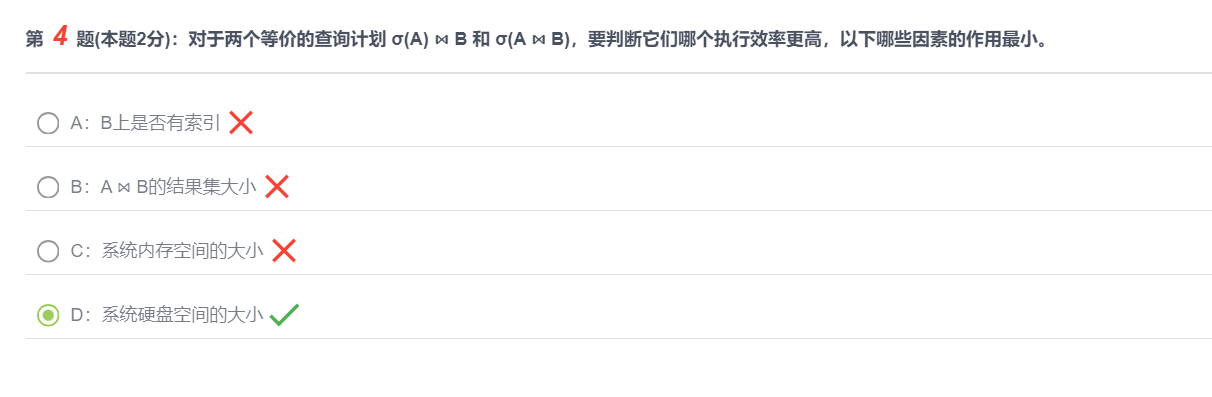 第 4 题(本题2分)：对于两个等价的查询计划 σ(A) ⋈ B 和 σ(A ⋈ B)，要判断它们哪个执行效率更高，以下哪些因素的作用最小。
A：B上是否有索引
B：A ⋈ B的结果集大小
C：系统内存空间的大小
D：系统硬盘空间的大小